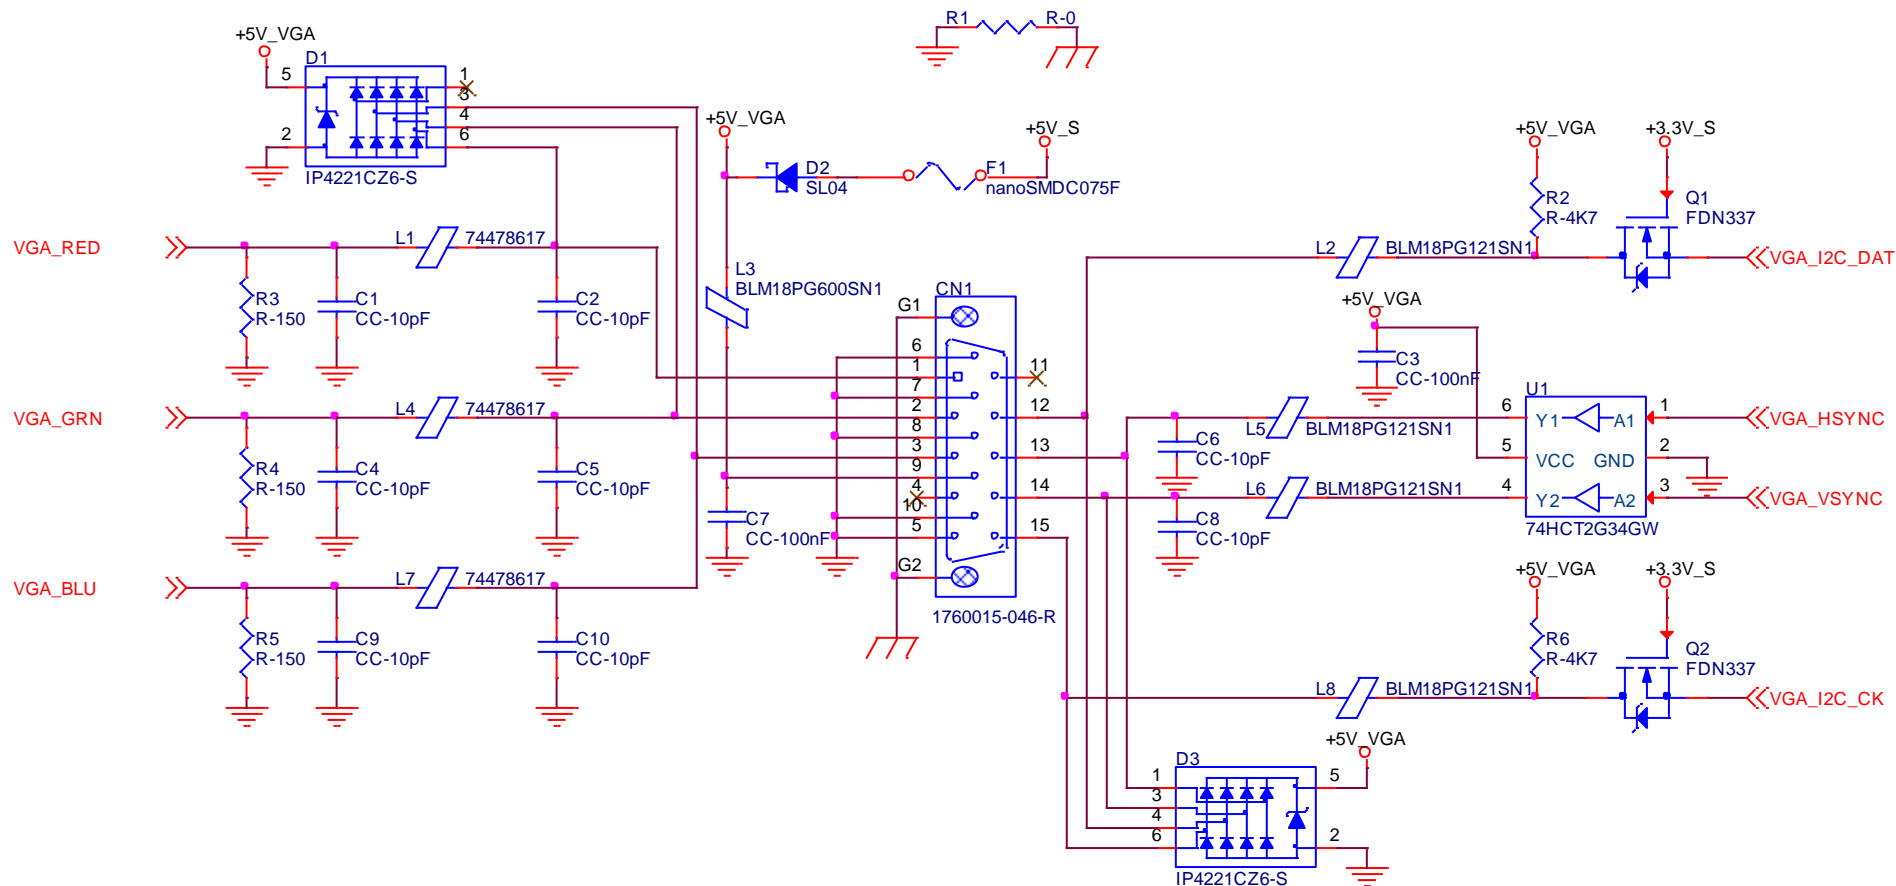 R1 R-0
+5V_VGA
D1
5
1
3
4
2
6
IP4221CZ6-S
+5V_VGA
+5V_S
D2
SL04
F1
nanoSMDC075F
+5V_VGA
+3.3V_S
R2
R-4K7
Q1
FDN337
VGA_RED
L1 74478617
L2 BLM18PG121SN1
VGA_I2C_DAT
L3
BLM18PG600SN1
R3
R-150
C1
CC-10pF
C2
CC-10pF
CN1
G1
6
1
7
2
8
3
9
4
10
5
G2
11
12
13
14
15
1760015-046-R
+5V_VGA
C3
CC-100nF
U1
6 Y1 A1 1
5 VCC GND 2
4 Y2 A2 3
74HCT2G34GW
VGA_HSYNC
VGA_VSYNC
VGA_GRN
L4 74478617
L5 BLM18PG121SN1
C6
CC-10pF
L6 BLM18PG121SN1
C8
CC-10pF
R4
R-150
C4
CC-10pF
C5
CC-10pF
C7
CC-100nF
VGA_BLU
L7 74478617
R5
R-150
C9
CC-10pF
C10
CC-10pF
+5V_VGA
+3.3V_S
R6
R-4K7
Q2
FDN337
L8 BLM18PG121SN1
VGA_I2C_CK
+5V_VGA
D3
1
3
4
6
5
2
IP4221CZ6-S